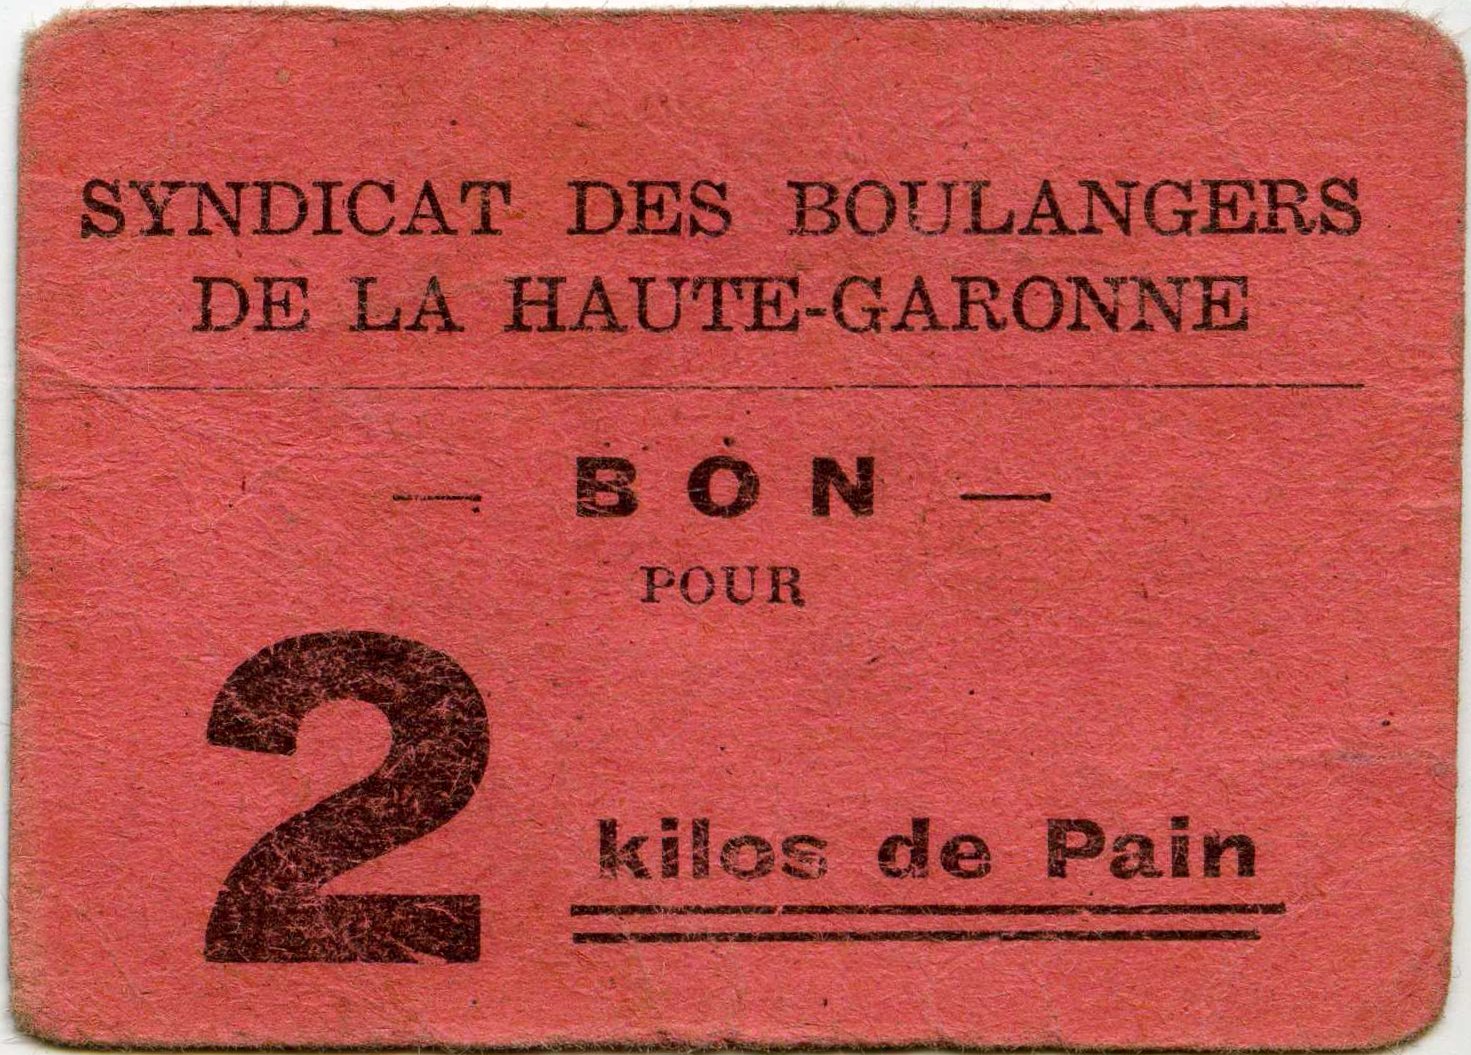 SYNDICAT DES BOULANGERS
DE LA HAUTE-GARONNE
— BON —
POUR
2 kilos de Pain